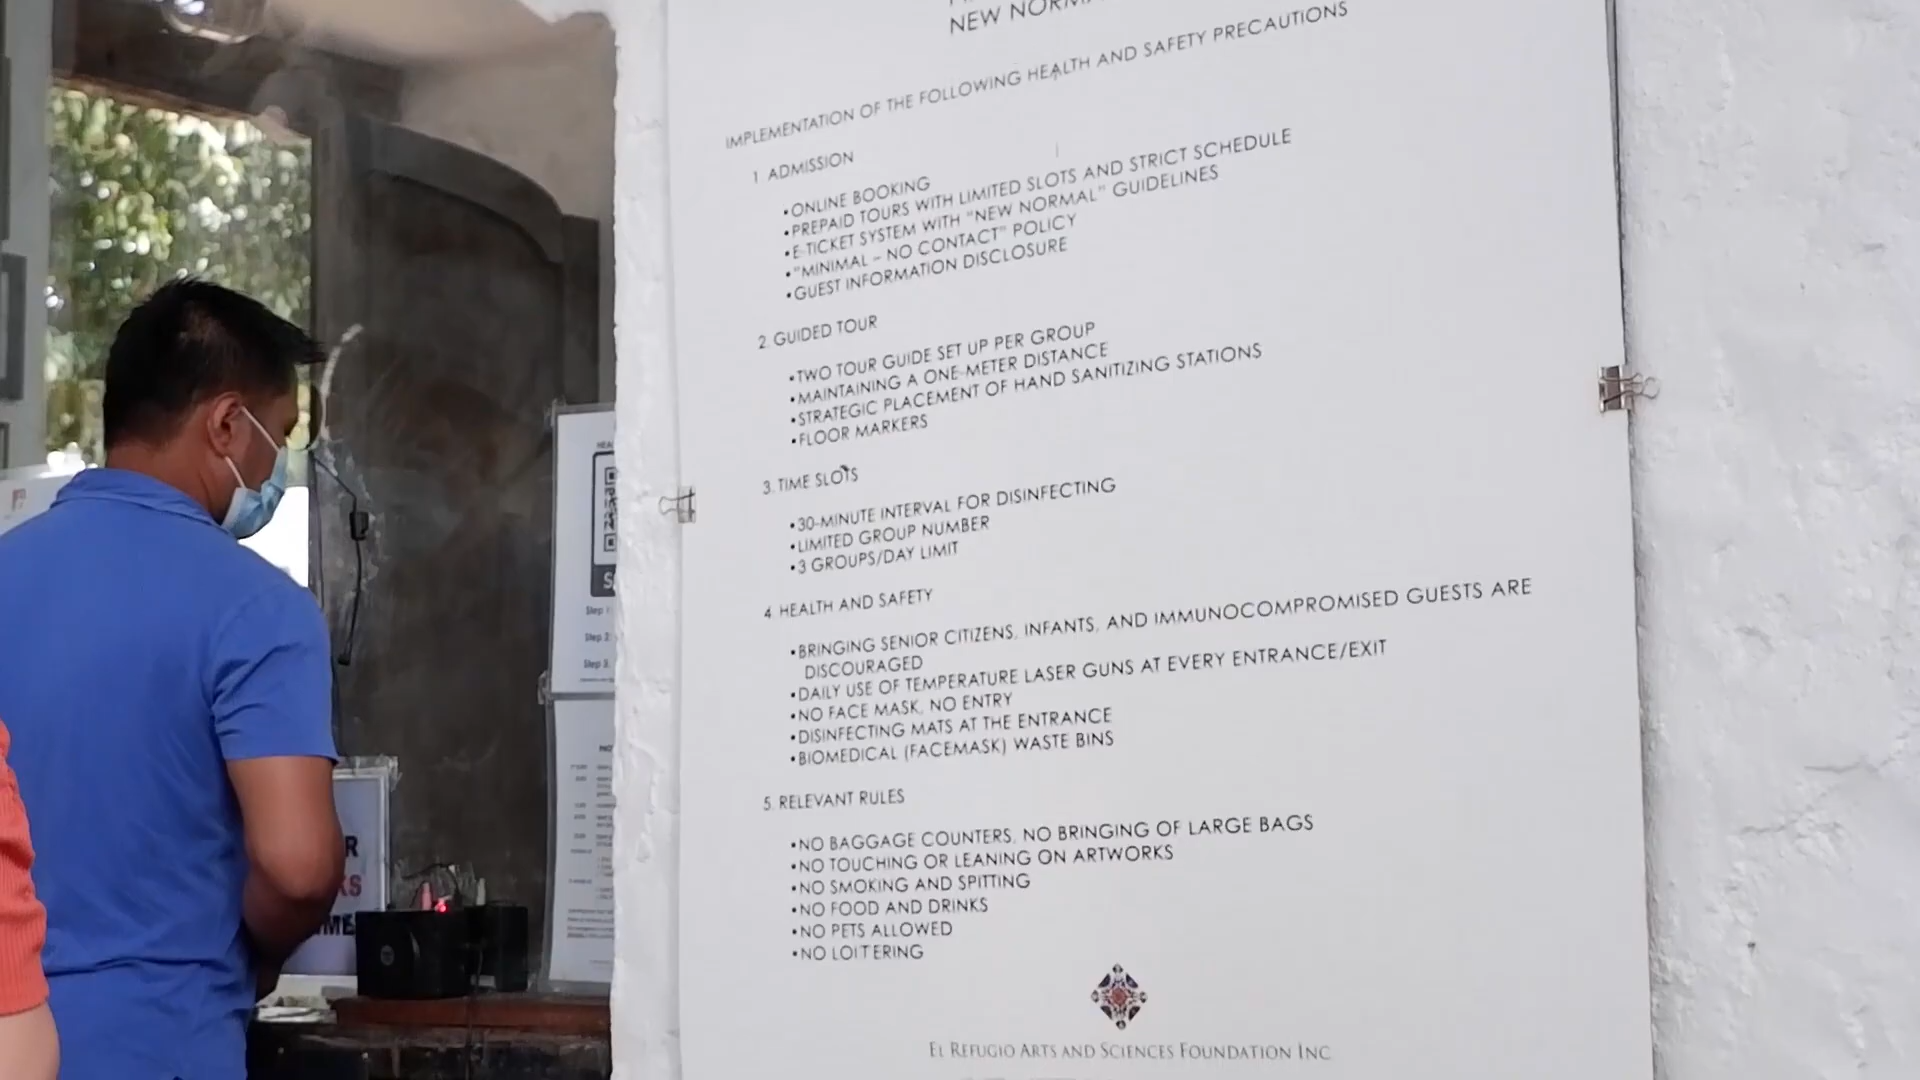 NEW NORMA
IMPLEMENTATION OF THE FOLLOWING HEALTH AND SAFETY PRECAUTIONS
1 ADMISSION
•ONLINE BOOKING
•PREPAID TOURS WITH LIMITED SLOTS AND STRICT SCHEDULE
•E-TICKET SYSTEM WITH "NEW NORMAL" GUIDELINES
•"MINIMAL – NO CONTACT" POLICY
•GUEST INFORMATION DISCLOSURE
2. GUIDED TOUR
•TWO TOUR GUIDE SET UP PER GROUP
•MAINTAINING A ONE-METER DISTANCE
•STRATEGIC PLACEMENT OF HAND SANITIZING STATIONS
•FLOOR MARKERS
3. TIME SLOTS
•30-MINUTE INTERVAL FOR DISINFECTING
•LIMITED GROUP NUMBER
•3 GROUPS/DAY LIMIT
4 HEALTH AND SAFETY
•BRINGING SENIOR CITIZENS, INFANTS, AND IMMUNOCOMPROMISED GUESTS ARE
DISCOURAGED
•DAILY USE OF TEMPERATURE LASER GUNS AT EVERY ENTRANCE/EXIT
•NO FACE MASK, NO ENTRY
•DISINFECTING MATS AT THE ENTRANCE
•BIOMEDICAL (FACEMASK) WASTE BINS
5. RELEVANT RULES
•NO BAGGAGE COUNTERS, NO BRINGING OF LARGE BAGS
•NO TOUCHING OR LEANING ON ARTWORKS
•NO SMOKING AND SPITTING
•NO FOOD AND DRINKS
•NO PETS ALLOWED
•NO LOITERING
EL REFUGIO ARTS AND SCIENCES FOUNDATION INC
Step 1
Step 2
Step 3